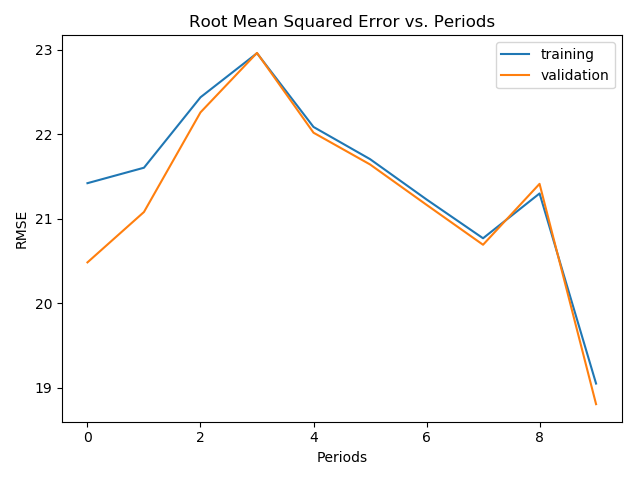 Root Mean Squared Error vs. Periods
training
validation
23
22
21
20
19
RMSE
0 2 4 6 8
Periods